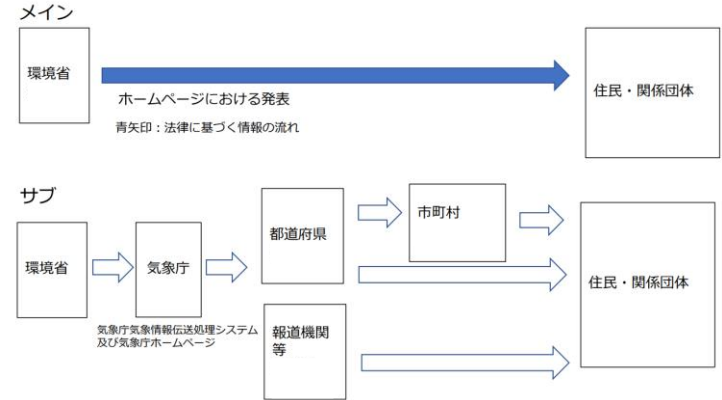 メイン
環境省
ホームページにおける発表
青矢印：法律に基づく情報の流れ
住民・関係団体
サブ
環境省
気象庁
気象庁気象情報伝送処理システム
及び気象庁ホームページ
都道府県
市町村
報道機関
等
住民・関係団体